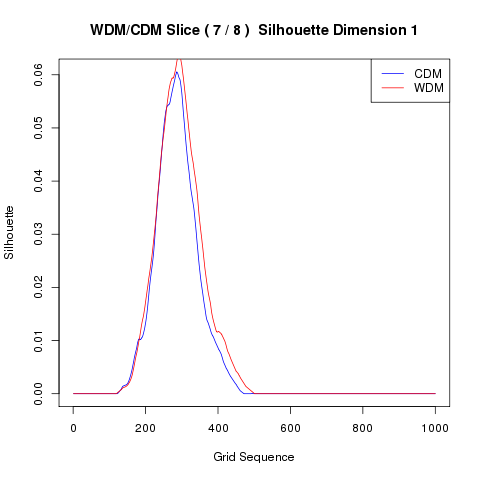 WDM/CDM Slice ( 7 / 8 )  Silhouette Dimension 1
CDM
WDM
Silhouette
0.06
0.05
0.04
0.03
0.02
0.01
0.00
0 200 400 600 800 1000
Grid Sequence